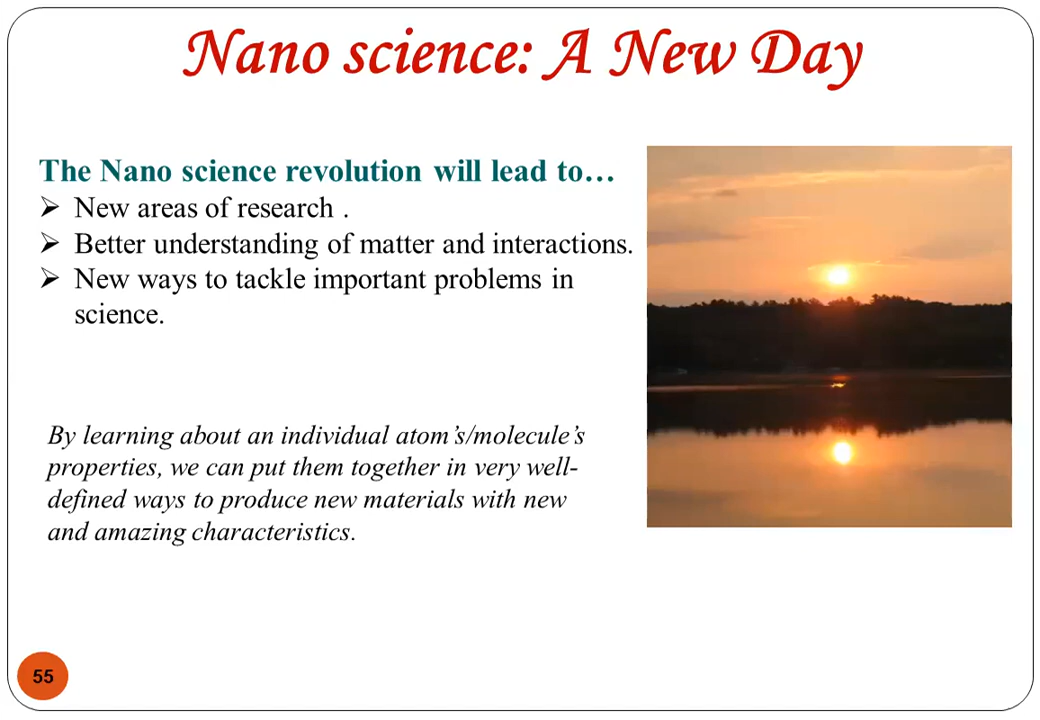 Nano science: A New Day
The Nano science revolution will lead to…
➢ New areas of research .
➢ Better understanding of matter and interactions.
➢ New ways to tackle important problems in
science.
By learning about an individual atom’s/molecule’s
properties, we can put them together in very well-
defined ways to produce new materials with new
and amazing characteristics.
55